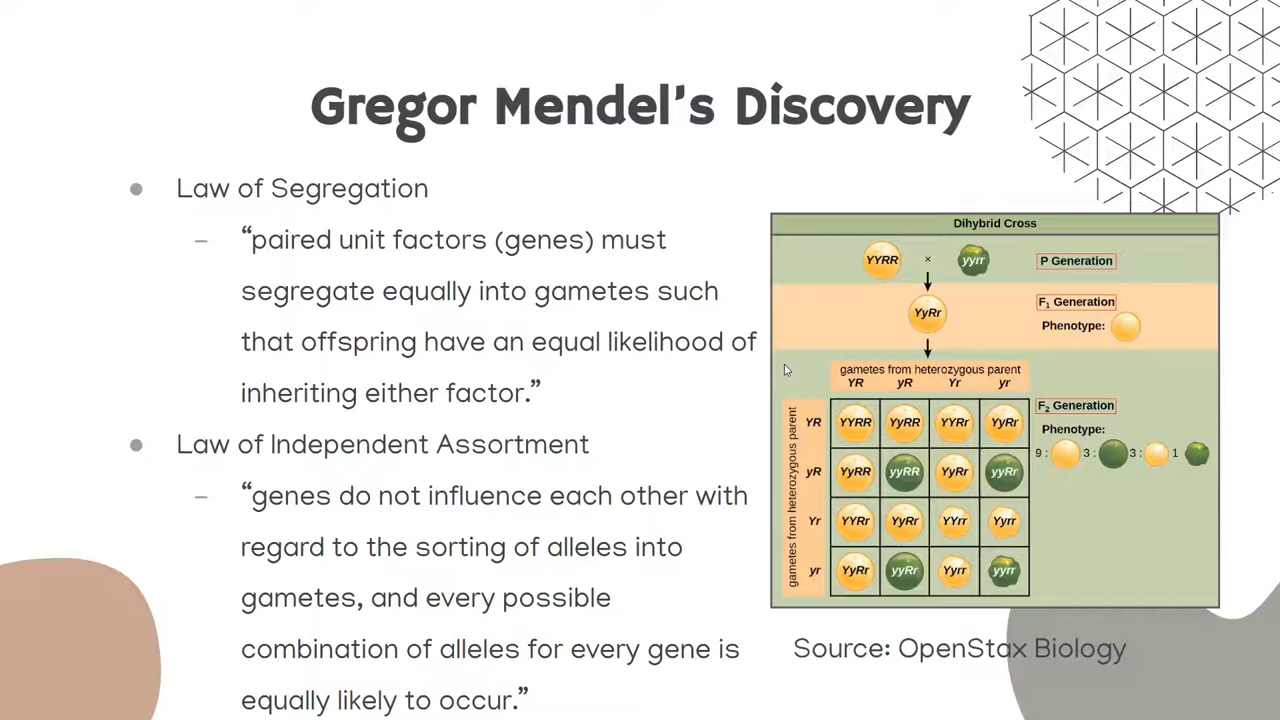 Gregor Mendel's Discovery
● Law of Segregation
– “paired unit factors (genes) must
segregate equally into gametes such
that offspring have an equal likelihood of
inheriting either factor.”
● Law of Independent Assortment
– “genes do not influence each other with
regard to the sorting of alleles into
gametes, and every possible
combination of alleles for every gene is
equally likely to occur.”
Dihybrid Cross
YYRR × yyrr P Generation
F₁ Generation
YyRr Phenotype:
gametes from heterozygous parent
YR yR Yr yr
gametes from heterozygous parent
YR YYRR YyRR YYRr YyRr
yR YyRR yyRR YyRr yyRr
Yr YYRr YyRr YYrr Yyrr
yr YyRr yyRr Yyrr yyrr
F₂ Generation
Phenotype:
9 : 3 : 3 : 1
Source: OpenStax Biology